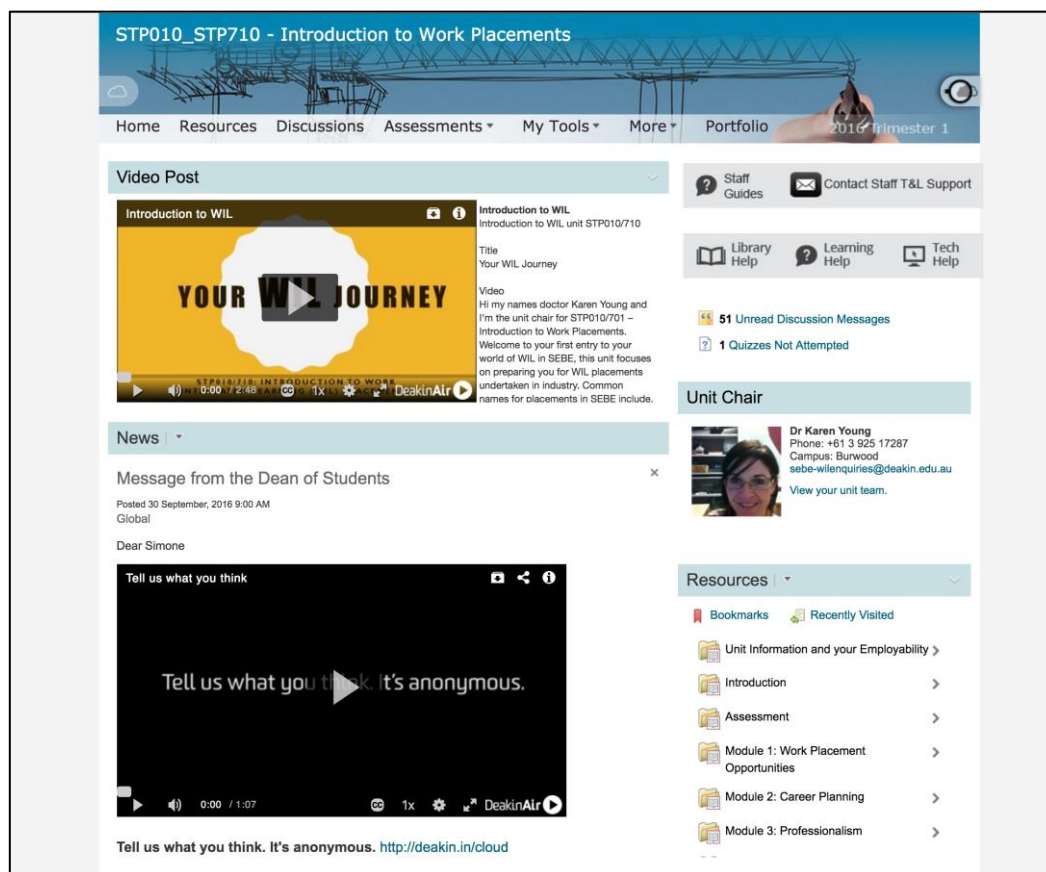 STP010_STP710 - Introduction to Work Placements
Home Resources Discussions Assessments My Tools More Portfolio
2016 Trimester 1
Video Post
Introduction to WIL
YOUR WIL JOURNEY
STP010/710: INTRODUCTION TO WORK
0:00 / 2:48 CC 1x DeakinAir
Introduction to WIL
Introduction to WIL unit STP010/710
Title
Your WIL Journey
Video
Hi my names doctor Karen Young and
I'm the unit chair for STP010/701 –
Introduction to Work Placements.
Welcome to your first entry to your
world of WIL in SEBE, this unit focuses
on preparing you for WIL placements
undertaken in industry. Common
names for placements in SEBE include.
News
Message from the Dean of Students
Posted 30 September, 2016 9:00 AM
Global
Dear Simone
Tell us what you think
Tell us what you think. It's anonymous.
0:00 / 1:07 CC 1x DeakinAir
Tell us what you think. It's anonymous. http://deakin.in/cloud
Staff
Guides
Contact Staff T&L Support
Library
Help
Learning
Help
Tech
Help
51 Unread Discussion Messages
1 Quizzes Not Attempted
Unit Chair
Dr Karen Young
Phone: +61 3 925 17287
Campus: Burwood
sebe-wilenquiries@deakin.edu.au
View your unit team.
Resources
Bookmarks Recently Visited
Unit Information and your Employability
Introduction
Assessment
Module 1: Work Placement
Opportunities
Module 2: Career Planning
Module 3: Professionalism